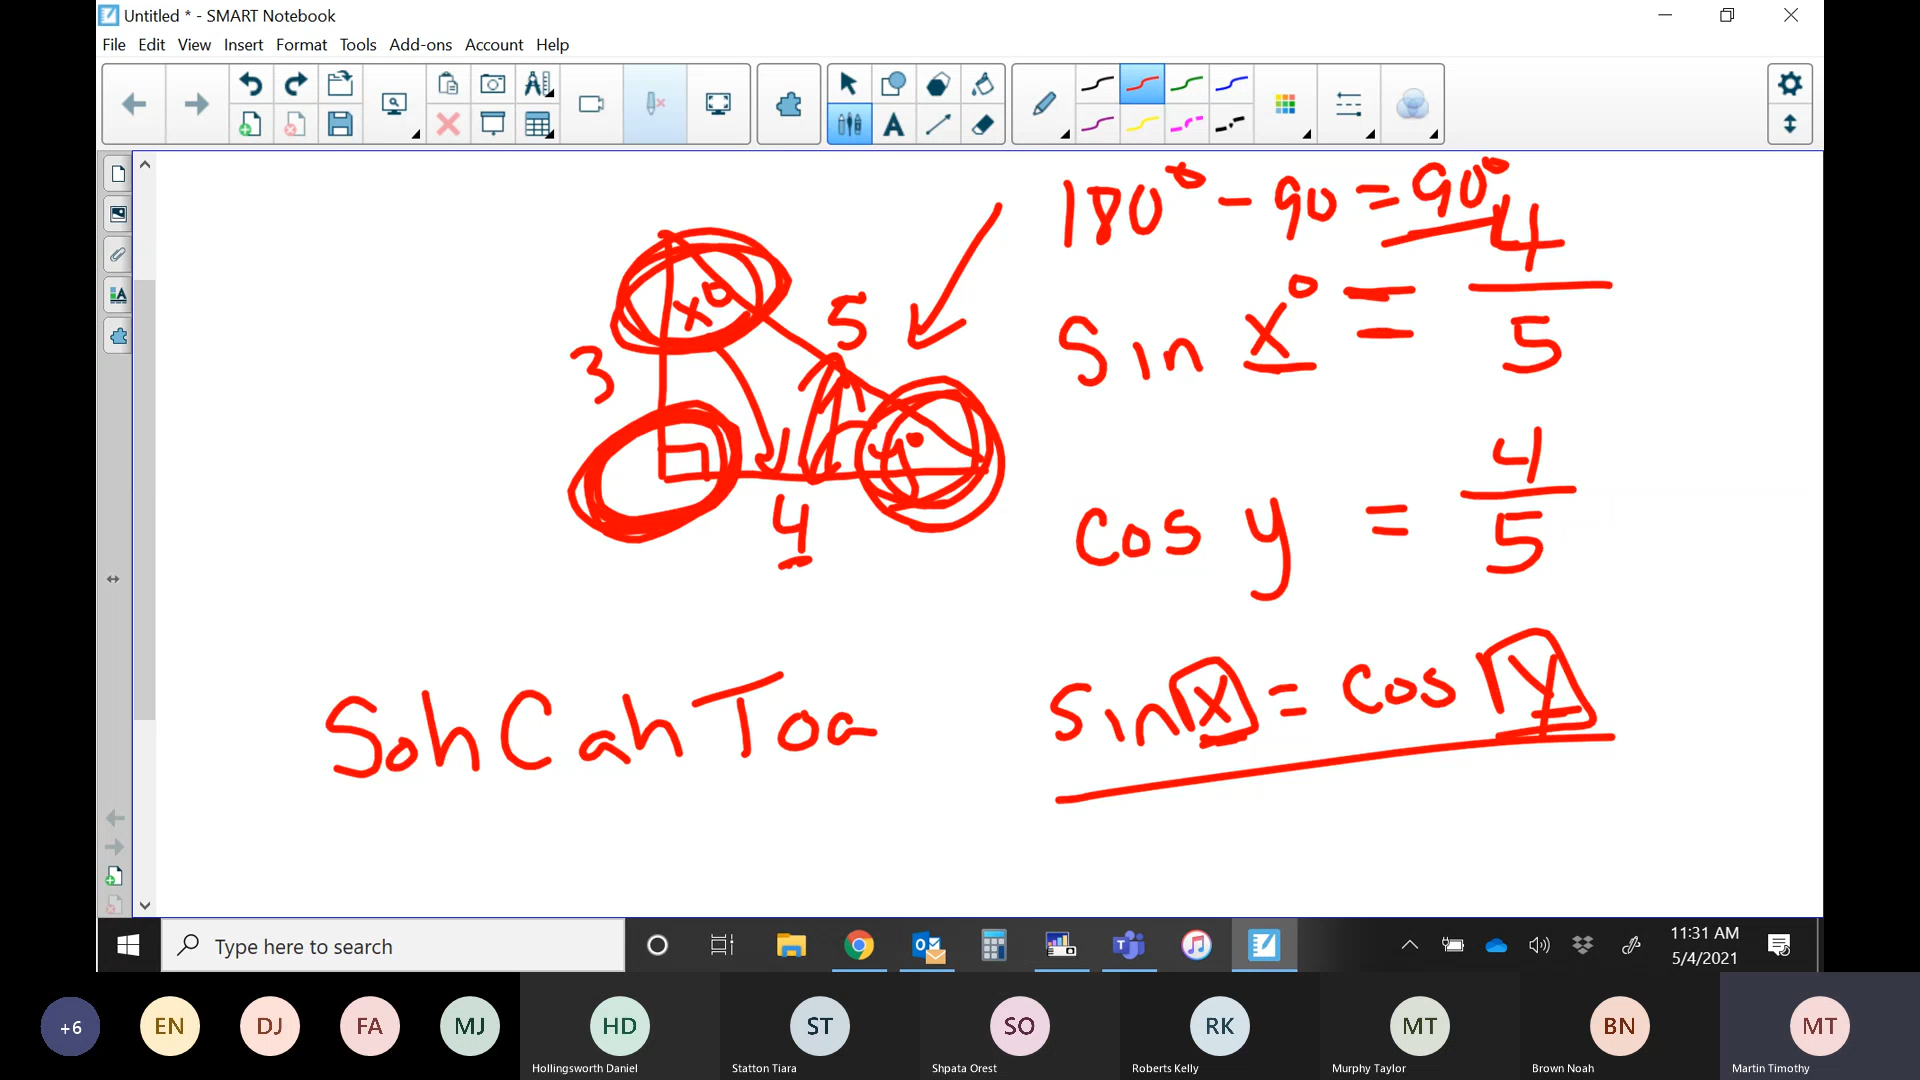 Untitled * - SMART Notebook
File Edit View Insert Format Tools Add-ons Account Help
180° - 90 = 90°
x°
5
3
y°
4
sin x° = 4/5
cos y = 4/5
Soh Cah Toa
sin x = cos y
Type here to search
11:31 AM
5/4/2021
+6
EN
DJ
FA
MJ
HD
ST
SO
RK
MT
BN
MT
Hollingsworth Daniel
Statton Tiara
Shpata Orest
Roberts Kelly
Murphy Taylor
Brown Noah
Martin Timothy